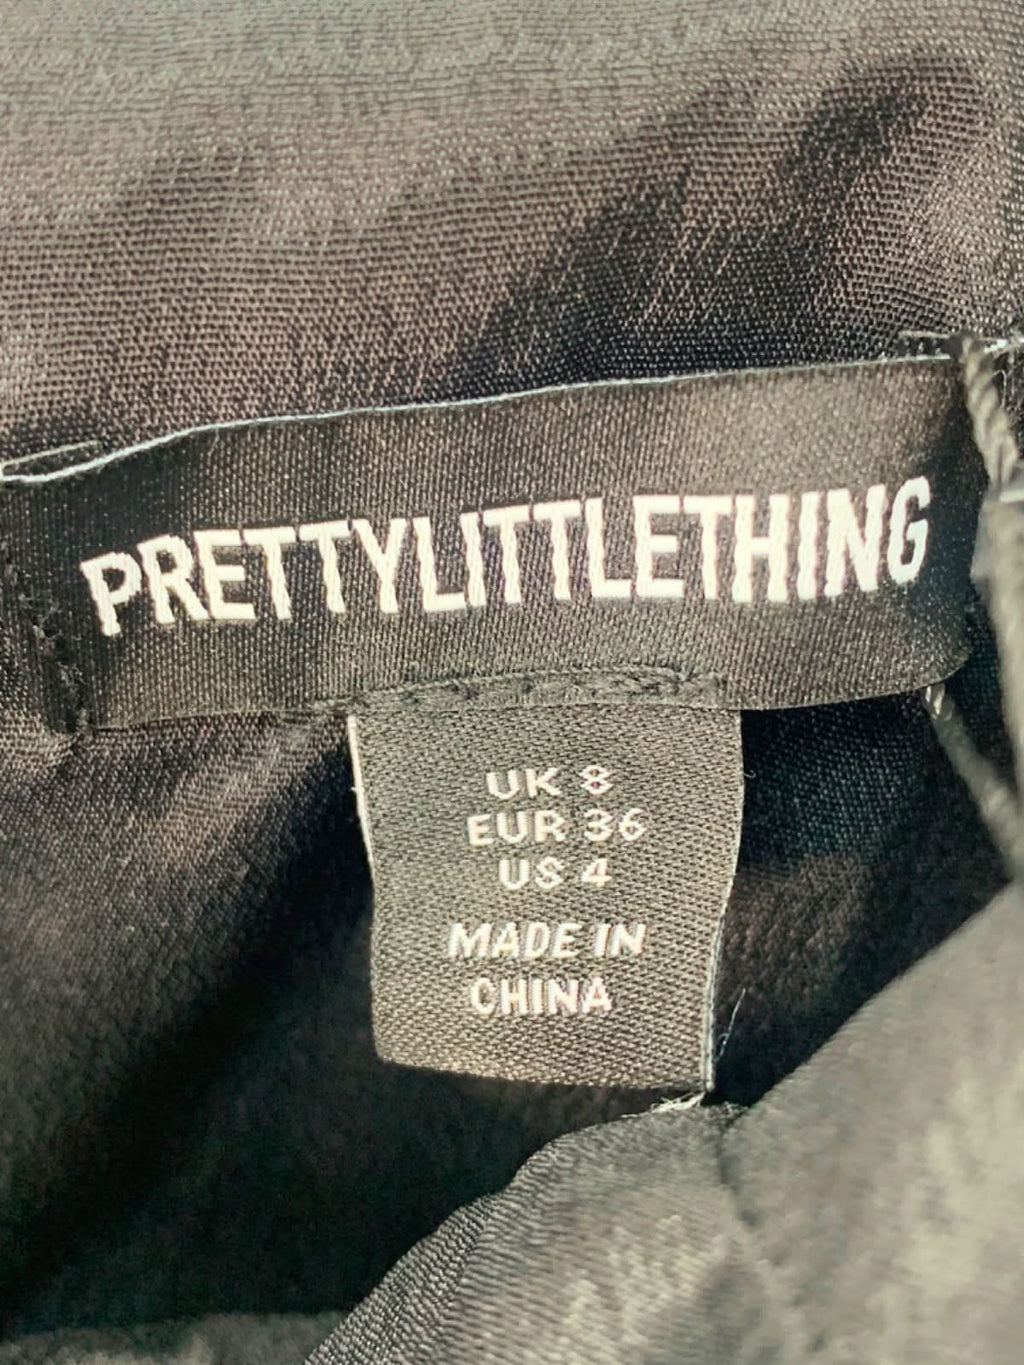 PRETTYLITTLETHING
UK 8
EUR 36
US 4
MADE IN
CHINA